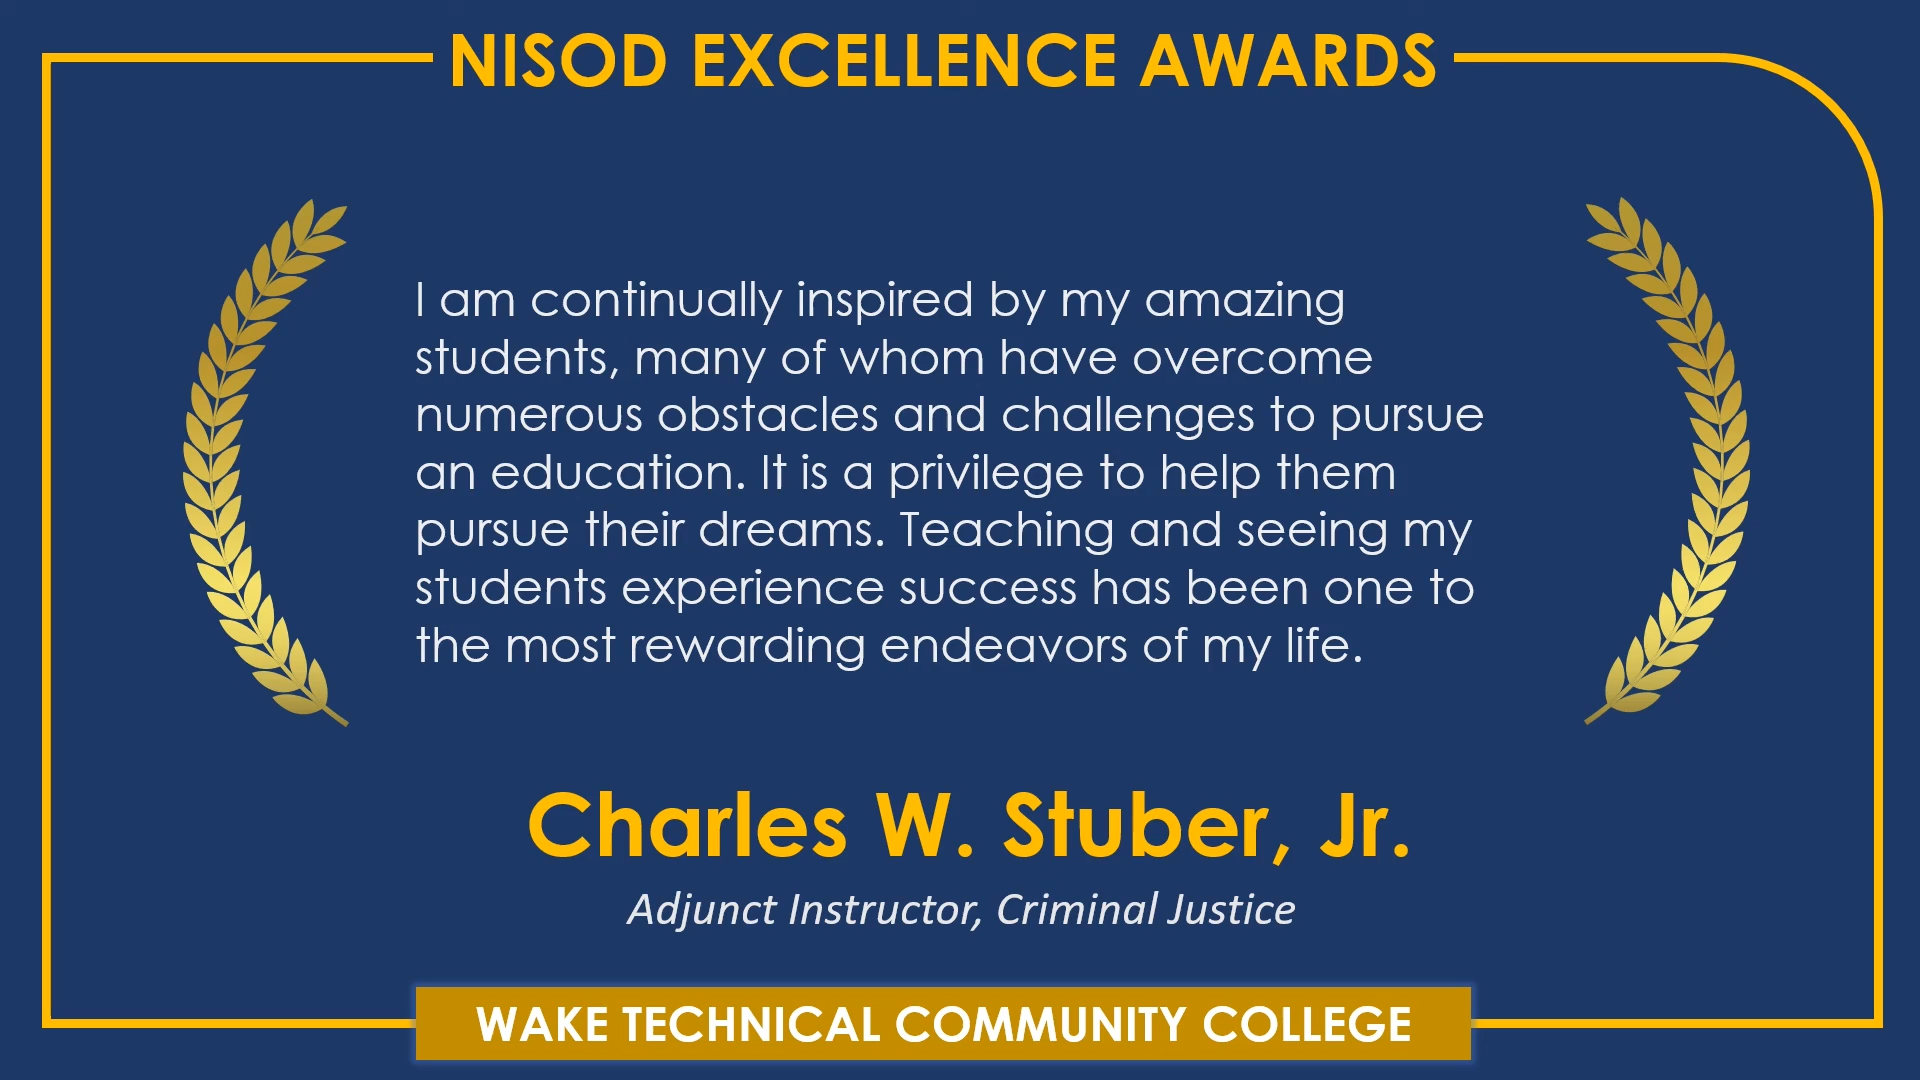 NISOD EXCELLENCE AWARDS
I am continually inspired by my amazing
students, many of whom have overcome
numerous obstacles and challenges to pursue
an education. It is a privilege to help them
pursue their dreams. Teaching and seeing my
students experience success has been one to
the most rewarding endeavors of my life.
Charles W. Stuber, Jr.
Adjunct Instructor, Criminal Justice
WAKE TECHNICAL COMMUNITY COLLEGE